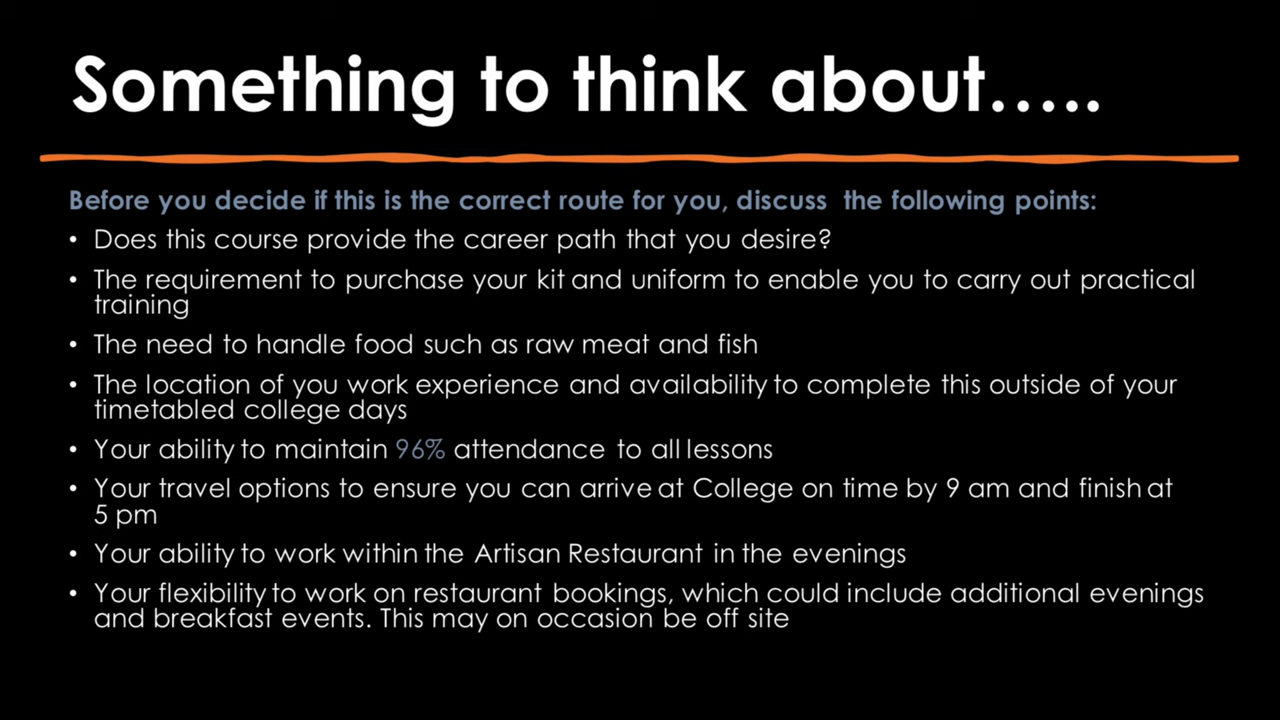 Something to think about.....
Before you decide if this is the correct route for you, discuss the following points:
• Does this course provide the career path that you desire?
• The requirement to purchase your kit and uniform to enable you to carry out practical
training
• The need to handle food such as raw meat and fish
• The location of you work experience and availability to complete this outside of your
timetabled college days
• Your ability to maintain 96% attendance to all lessons
• Your travel options to ensure you can arrive at College on time by 9 am and finish at
5 pm
• Your ability to work within the Artisan Restaurant in the evenings
• Your flexibility to work on restaurant bookings, which could include additional evenings
and breakfast events. This may on occasion be off site